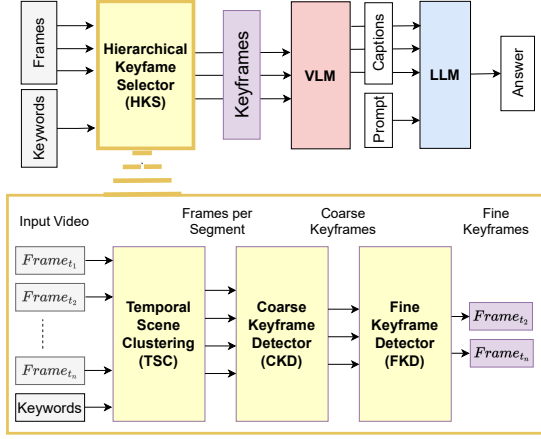 Frames
Keywords
Hierarchical
Keyfame
Selector
(HKS)
Keyframes
VLM
Captions
Prompt
LLM
Answer
Input Video
Frames per
Segment
Coarse
Keyframes
Fine
Keyframes
Frame_{t_1}
Frame_{t_2}
Frame_{t_n}
Keywords
Temporal
Scene
Clustering
(TSC)
Coarse
Keyframe
Detector
(CKD)
Fine
Keyframe
Detector
(FKD)
Frame_{t_2}
Frame_{t_n}